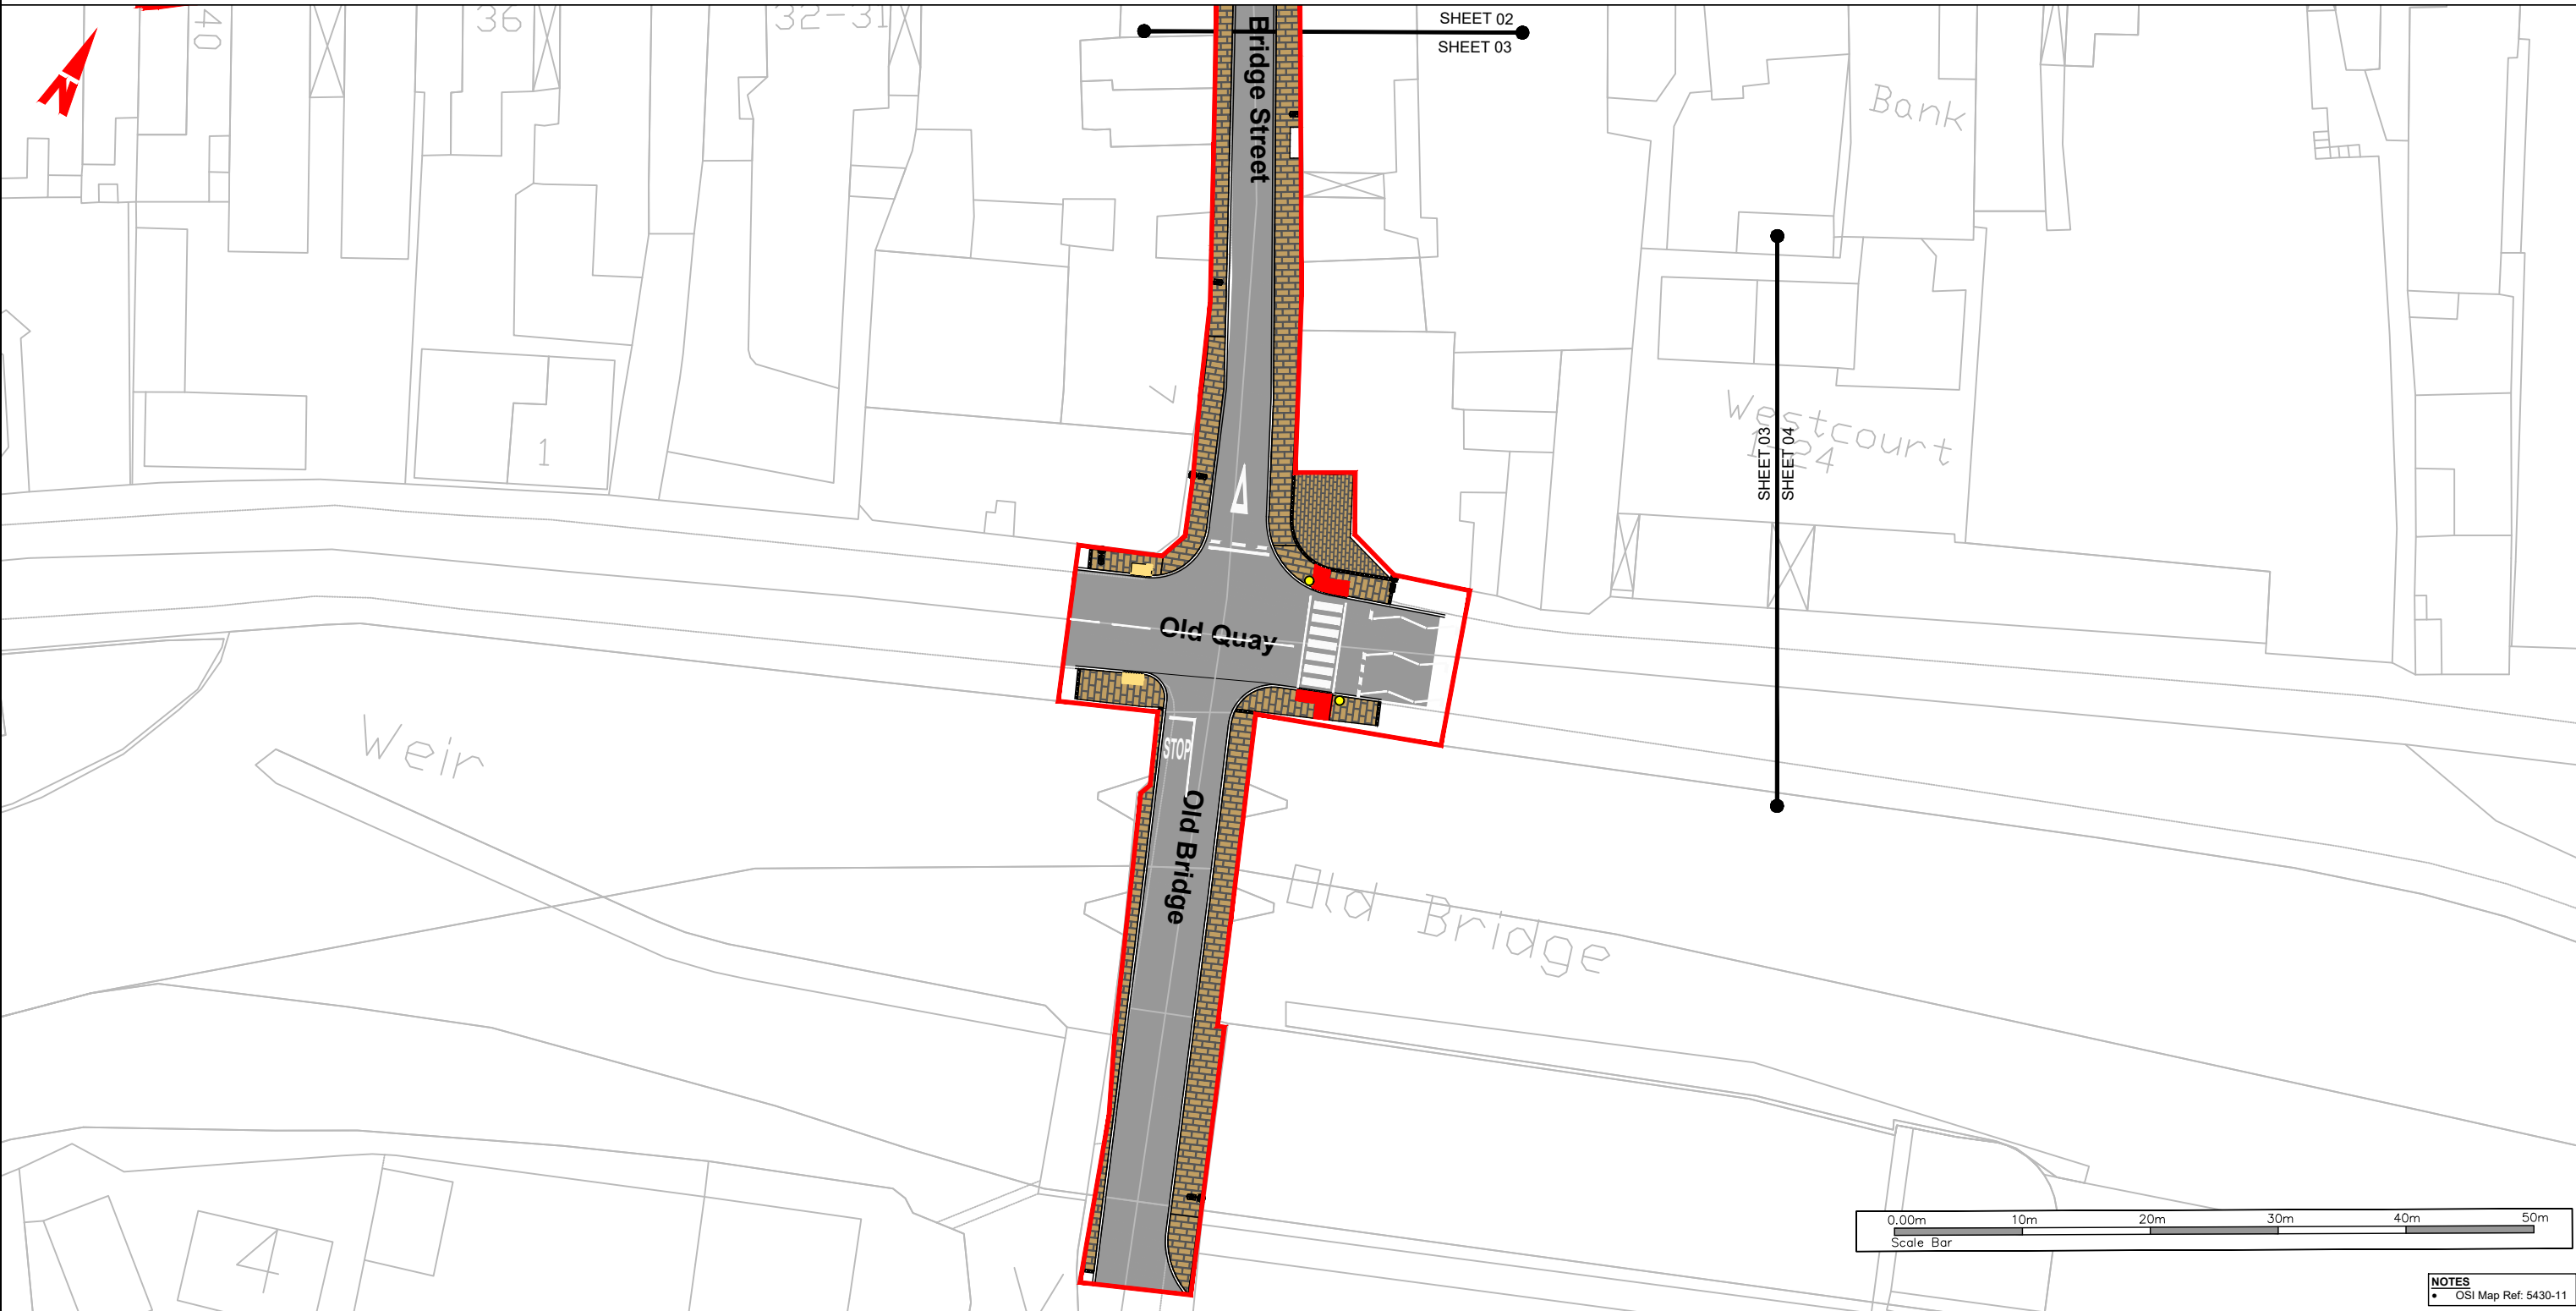 N
40
36
32-31
SHEET 02
SHEET 03
Bridge Street
Bank
Westcourt
1-24
SHEET 03
SHEET 04
1
Old Quay
Weir
STOP
Old Bridge
Old Bridge
4
0.00m 10m 20m 30m 40m 50m
Scale Bar
NOTES
• OSI Map Ref: 5430-11